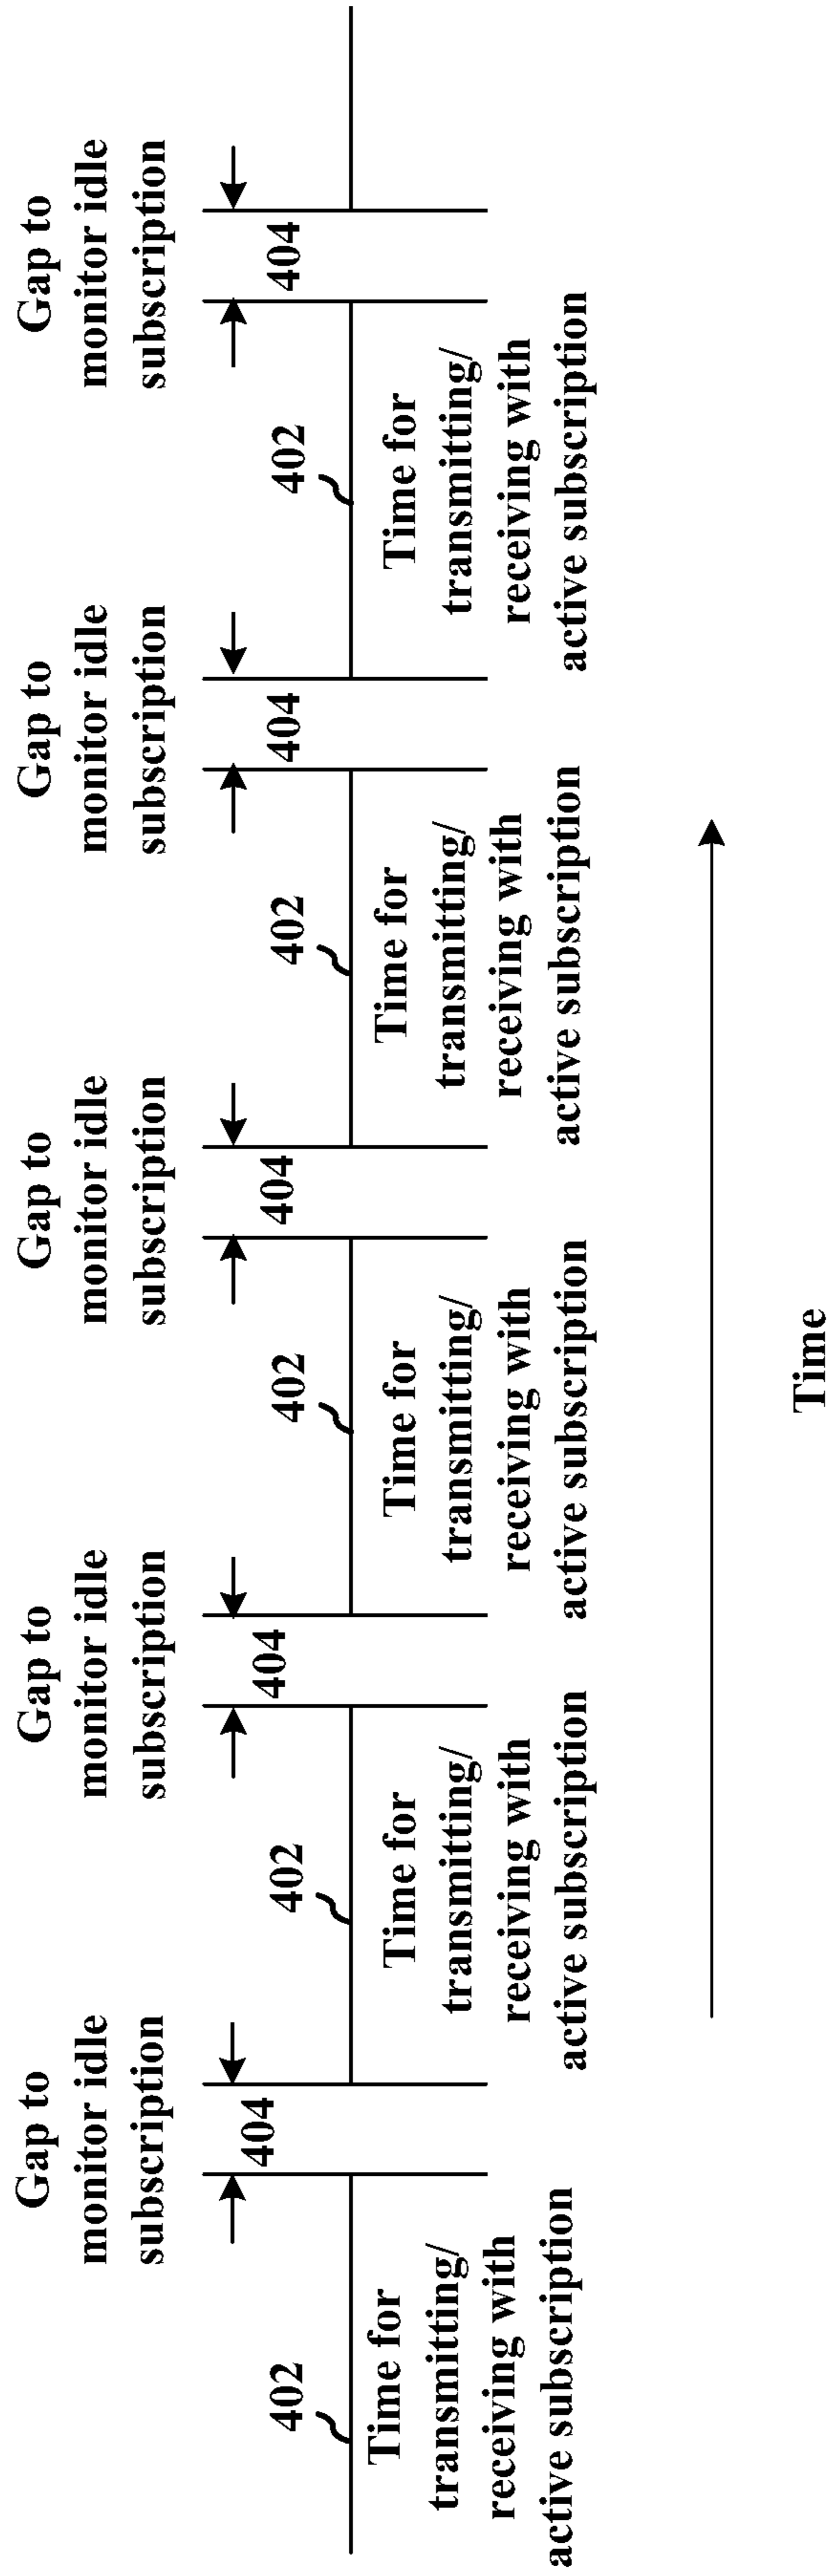 Gap to
monitor idle
subscription
Gap to
monitor idle
subscription
Gap to
monitor idle
subscription
Gap to
monitor idle
subscription
Gap to
monitor idle
subscription
402
404
402
404
402
404
402
404
402
404
Time for
transmitting/
receiving with
active subscription
Time for
transmitting/
receiving with
active subscription
Time for
transmitting/
receiving with
active subscription
Time for
transmitting/
receiving with
active subscription
Time for
transmitting/
receiving with
active subscription
Time